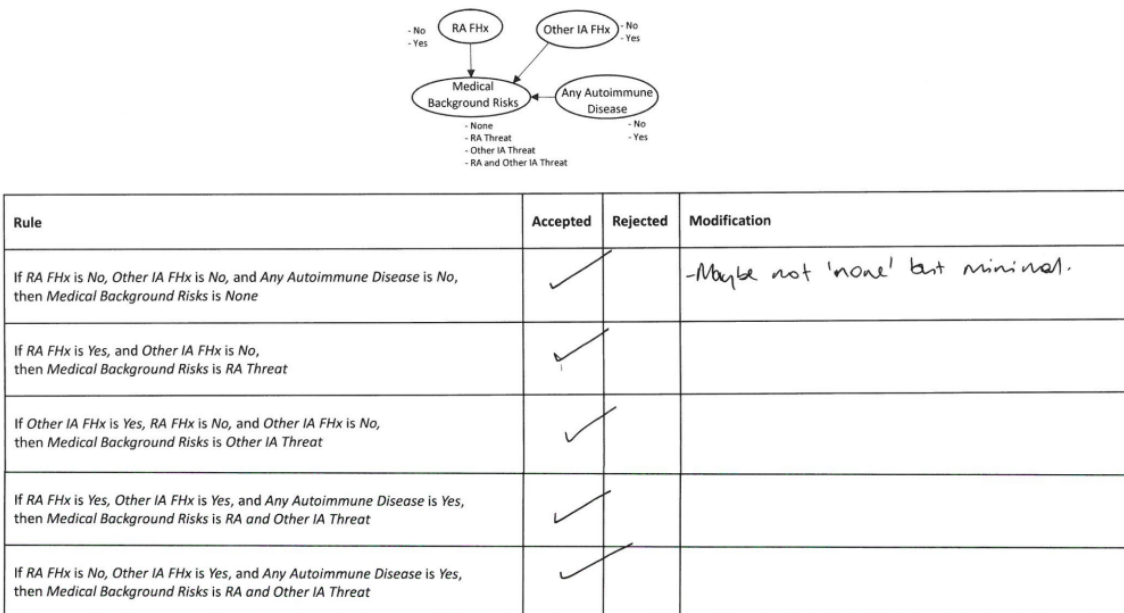 - No
- Yes
RA FHx
Other IA FHx
- No
- Yes
Medical
Background Risks
Any Autoimmune
Disease
- None
- RA Threat
- Other IA Threat
- RA and Other IA Threat
- No
- Yes
Rule Accepted Rejected Modification
If RA FHx is No, Other IA FHx is No, and Any Autoimmune Disease is No,
then Medical Background Risks is None
-Maybe not 'none' but minimal.
If RA FHx is Yes, and Other IA FHx is No,
then Medical Background Risks is RA Threat
If Other IA FHx is Yes, RA FHx is No, and Other IA FHx is No,
then Medical Background Risks is Other IA Threat
If RA FHx is Yes, Other IA FHx is Yes, and Any Autoimmune Disease is Yes,
then Medical Background Risks is RA and Other IA Threat
If RA FHx is No, Other IA FHx is Yes, and Any Autoimmune Disease is Yes,
then Medical Background Risks is RA and Other IA Threat